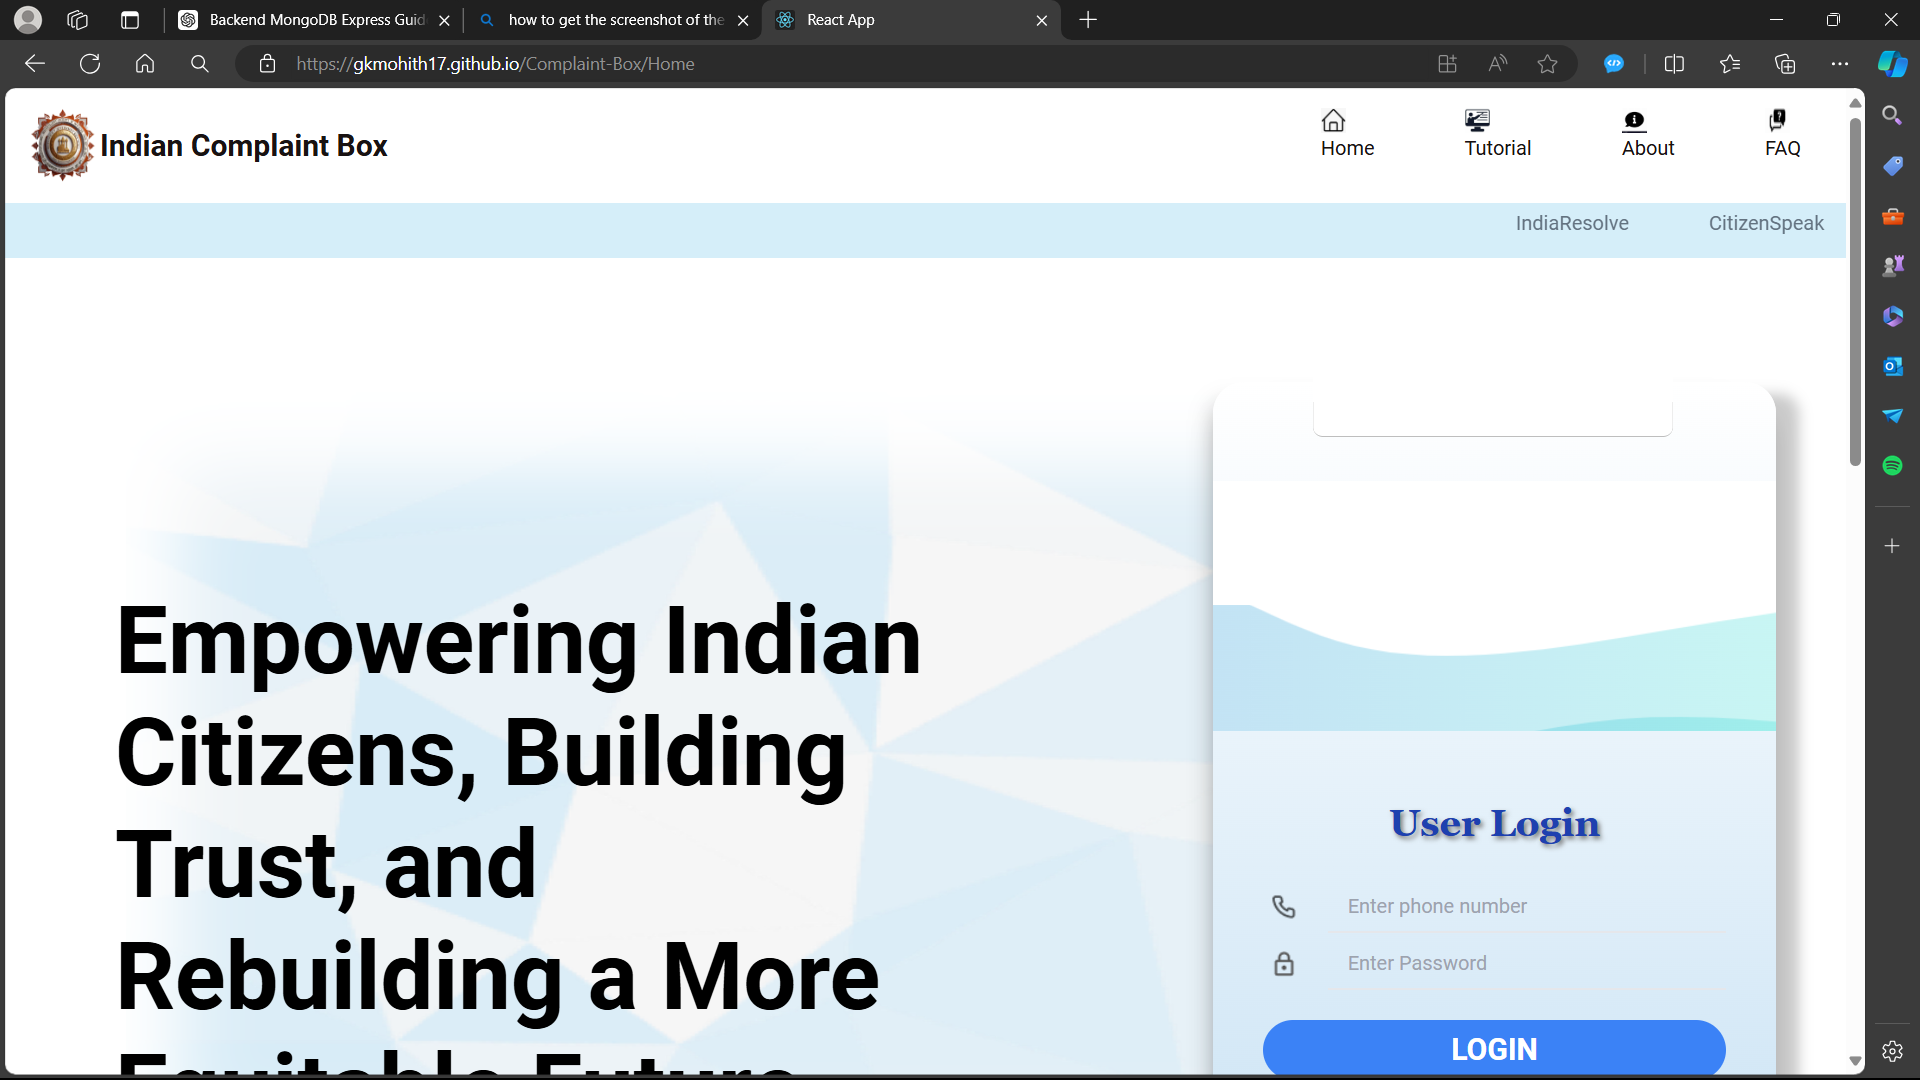 Backend MongoDB Express Guid
how to get the screenshot of the
React App
https://gkmohith17.github.io/Complaint-Box/Home
Indian Complaint Box
Home
Tutorial
About
FAQ
IndiaResolve
CitizenSpeak
Empowering Indian
Citizens, Building
Trust, and
Rebuilding a More
Equitable Future
User Login
Enter phone number
Enter Password
LOGIN